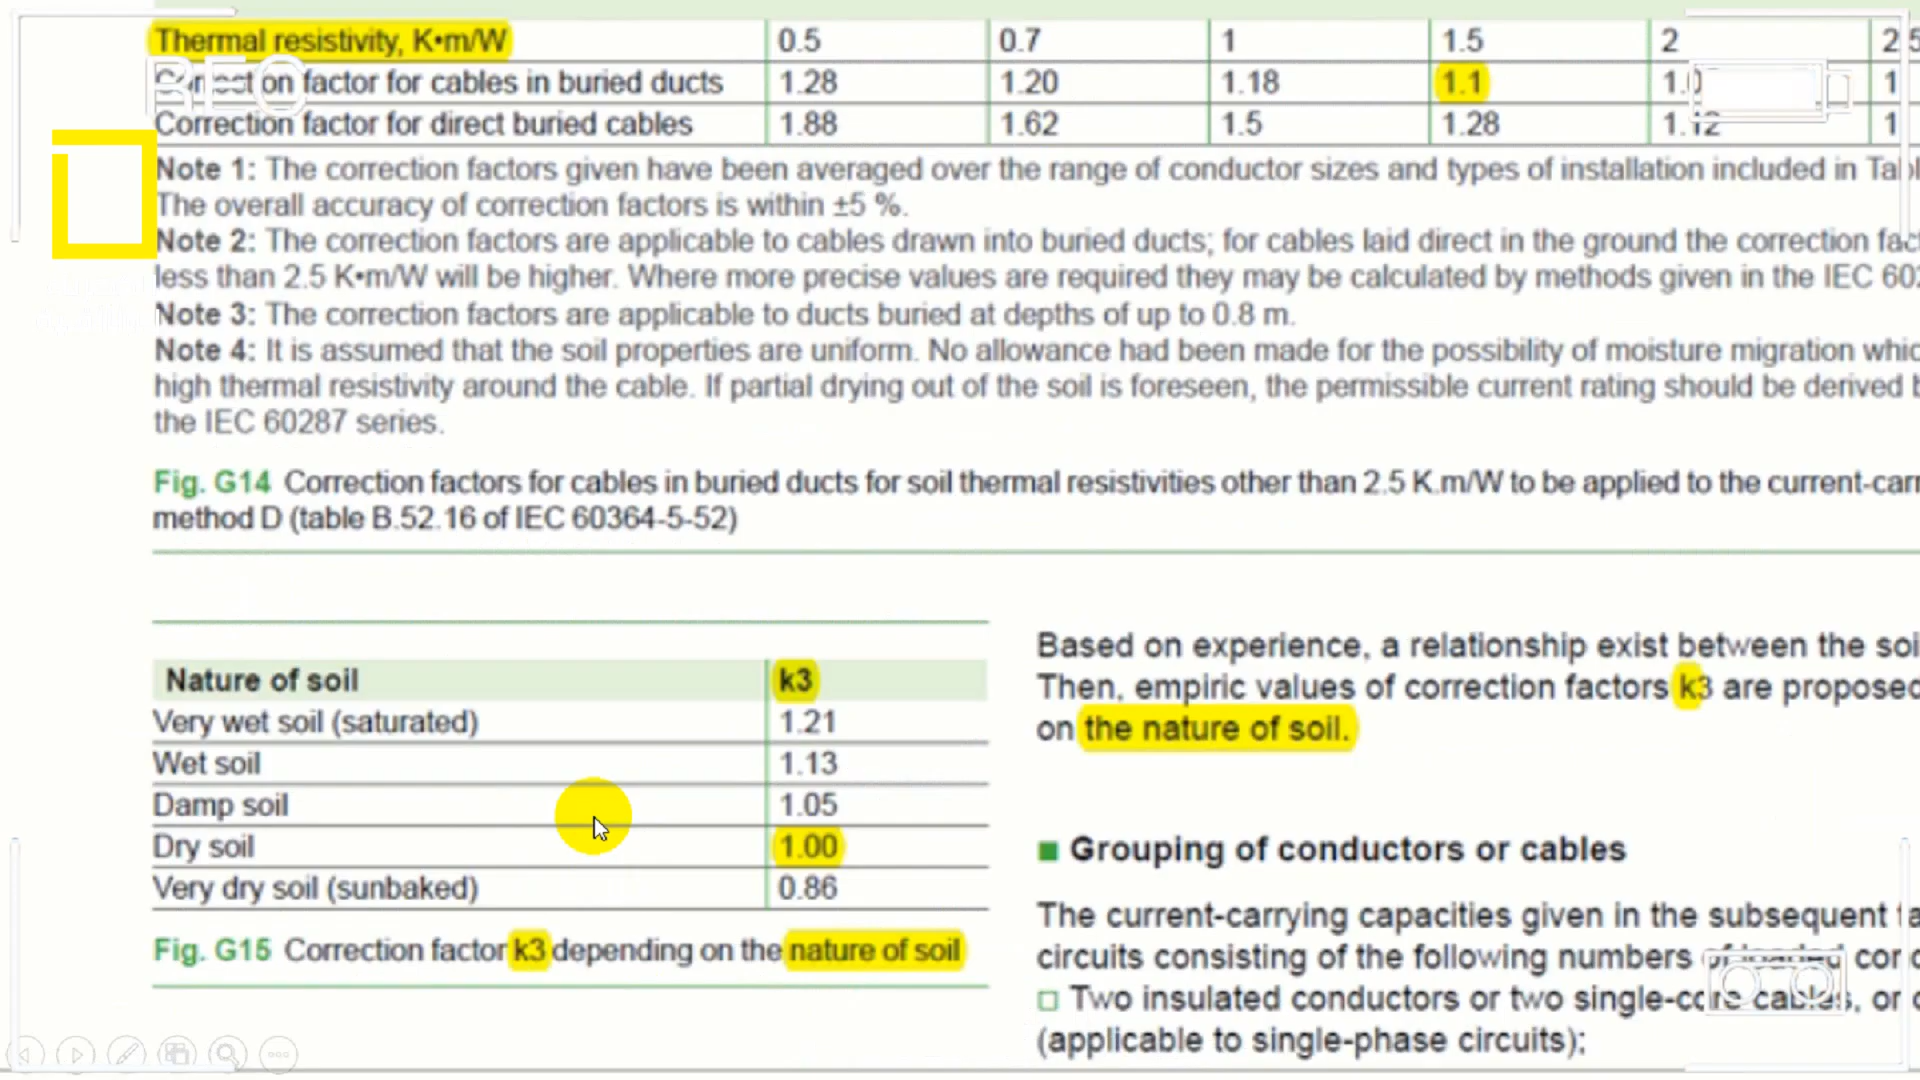 Thermal resistivity, K•m/W 0.5 0.7 1 1.5 2
REC
Correction factor for cables in buried ducts 1.28 1.20 1.18 1.1
Correction factor for direct buried cables 1.88 1.62 1.5 1.28 1.12
Note 1: The correction factors given have been averaged over the range of conductor sizes and types of installation included in
The overall accuracy of correction factors is within ±5 %.
Note 2: The correction factors are applicable to cables drawn into buried ducts; for cables laid direct in the ground the correction
less than 2.5 K•m/W will be higher. Where more precise values are required they may be calculated by methods given in the IEC
Note 3: The correction factors are applicable to ducts buried at depths of up to 0.8 m.
Note 4: It is assumed that the soil properties are uniform. No allowance had been made for the possibility of moisture migration
high thermal resistivity around the cable. If partial drying out of the soil is foreseen, the permissible current rating should be derived
the IEC 60287 series.
Fig. G14 Correction factors for cables in buried ducts for soil thermal resistivities other than 2.5 K.m/W to be applied to the
method D (table B.52.16 of IEC 60364-5-52)
Nature of soil k3
Very wet soil (saturated) 1.21
Wet soil 1.13
Damp soil 1.05
Dry soil 1.00
Very dry soil (sunbaked) 0.86
Fig. G15 Correction factor k3 depending on the nature of soil
Based on experience, a relationship exist between the
Then, empiric values of correction factors k3 are
on the nature of soil.
■ Grouping of conductors or cables
The current-carrying capacities given in the subsequent
circuits consisting of the following numbers of loaded
□ Two insulated conductors or two single-core cables, or
(applicable to single-phase circuits);